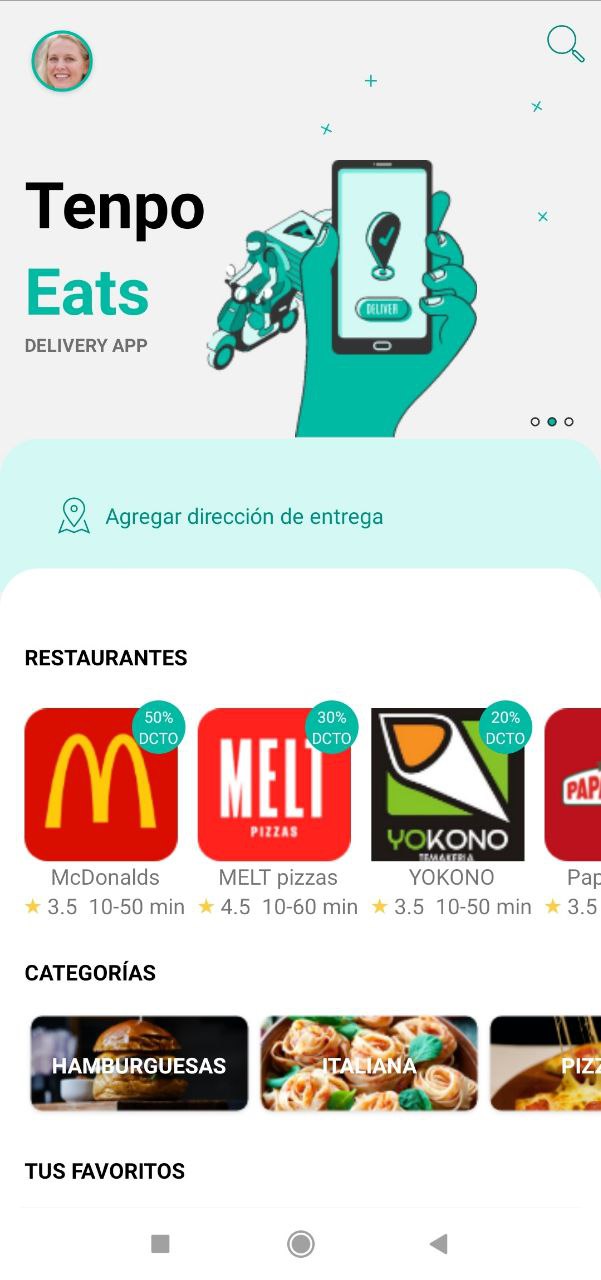 Tenpo
Eats
DELIVERY APP
DELIVER
Agregar dirección de entrega
RESTAURANTES
50%
DCTO
30%
DCTO
20%
DCTO
MELT
PIZZAS
YOKONO
TEMAKERIA
PAP
McDonalds
MELT pizzas
YOKONO
Pap
3.5 10-50 min
4.5 10-60 min
3.5 10-50 min
3.5
CATEGORÍAS
HAMBURGUESAS
ITALIANA
PIZZ
TUS FAVORITOS